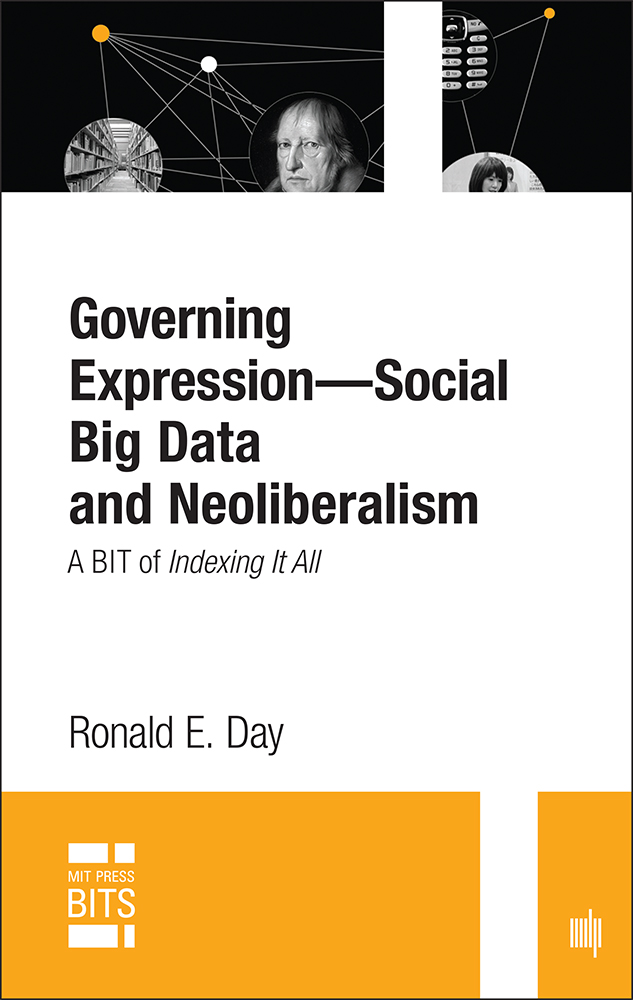 Governing
Expression—Social
Big Data
and Neoliberalism
A BIT of Indexing It All
Ronald E. Day
MIT PRESS
BITS